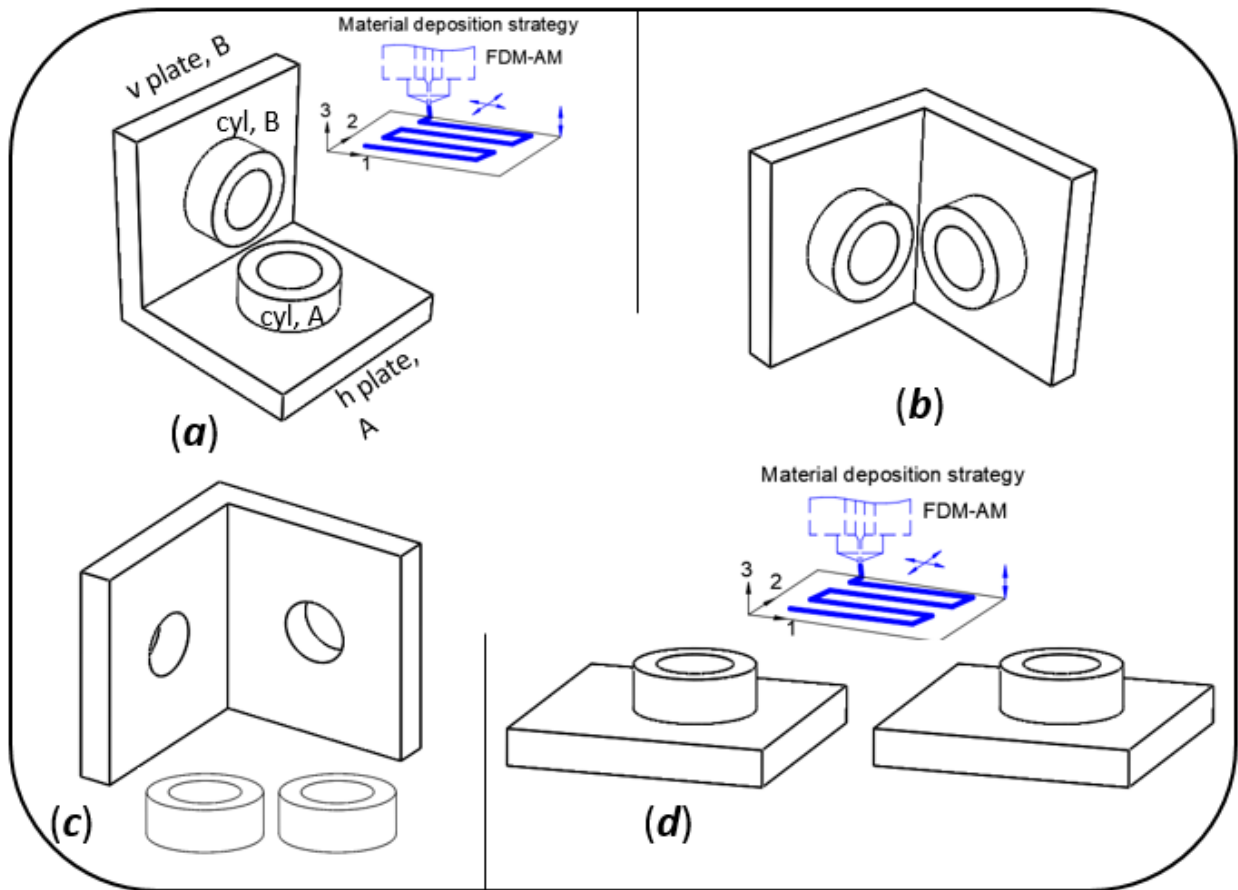 Material deposition strategy
FDM-AM
3
2
1
v plate, B
cyl, B
cyl, A
h plate,
A
(a)
(b)
Material deposition strategy
FDM-AM
3
2
1
(c)
(d)